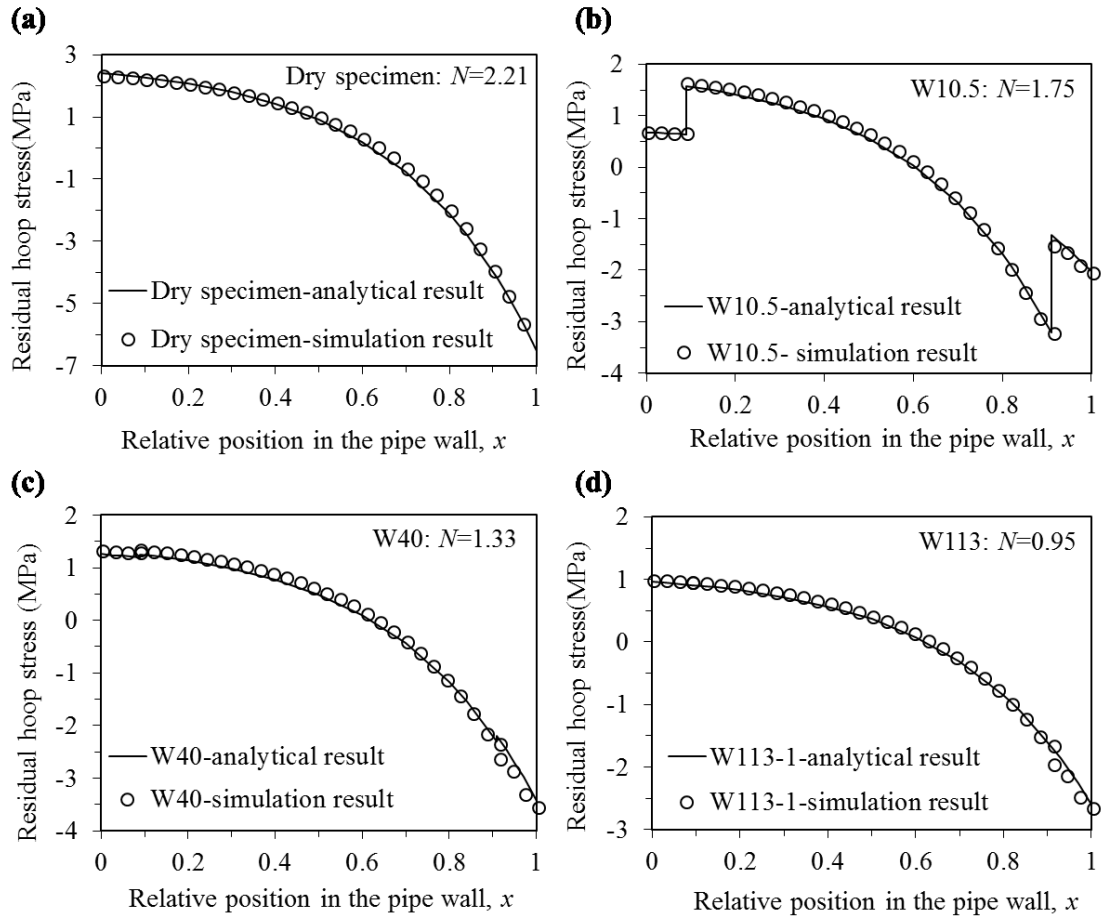 (a)
3
1
-1
-3
-5
-7
Residual hoop stress(MPa)
Dry specimen: N=2.21
Dry specimen-analytical result
Dry specimen-simulation result
0 0.2 0.4 0.6 0.8 1
Relative position in the pipe wall, x
(b)
2
1
0
-1
-2
-3
-4
Residual hoop stress(MPa)
W10.5: N=1.75
W10.5-analytical result
W10.5- simulation result
0 0.2 0.4 0.6 0.8 1
Relative position in the pipe wall, x
(c)
2
1
0
-1
-2
-3
-4
Residual hoop stress (MPa)
W40: N=1.33
W40-analytical result
W40-simulation result
0 0.2 0.4 0.6 0.8 1
Relative position in the pipe wall, x
(d)
2
1
0
-1
-2
-3
Residual hoop stress(MPa)
W113: N=0.95
W113-1-analytical result
W113-1-simulation result
0 0.2 0.4 0.6 0.8 1
Relative position in the pipe wall, x